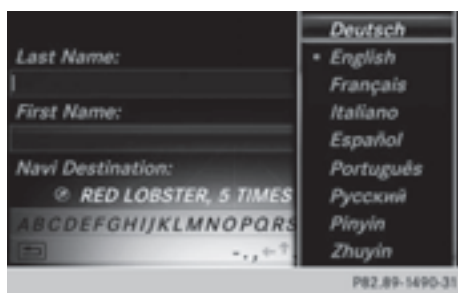 Last Name:
First Name:
Navi Destination:
RED LOBSTER, 5 TIMES
ABCDEFGHIJKLMNOPQRS
-.,←↑
Deutsch
• English
Français
Italiano
Español
Português
Русский
Pinyin
Zhuyin
P82.89-1490-31